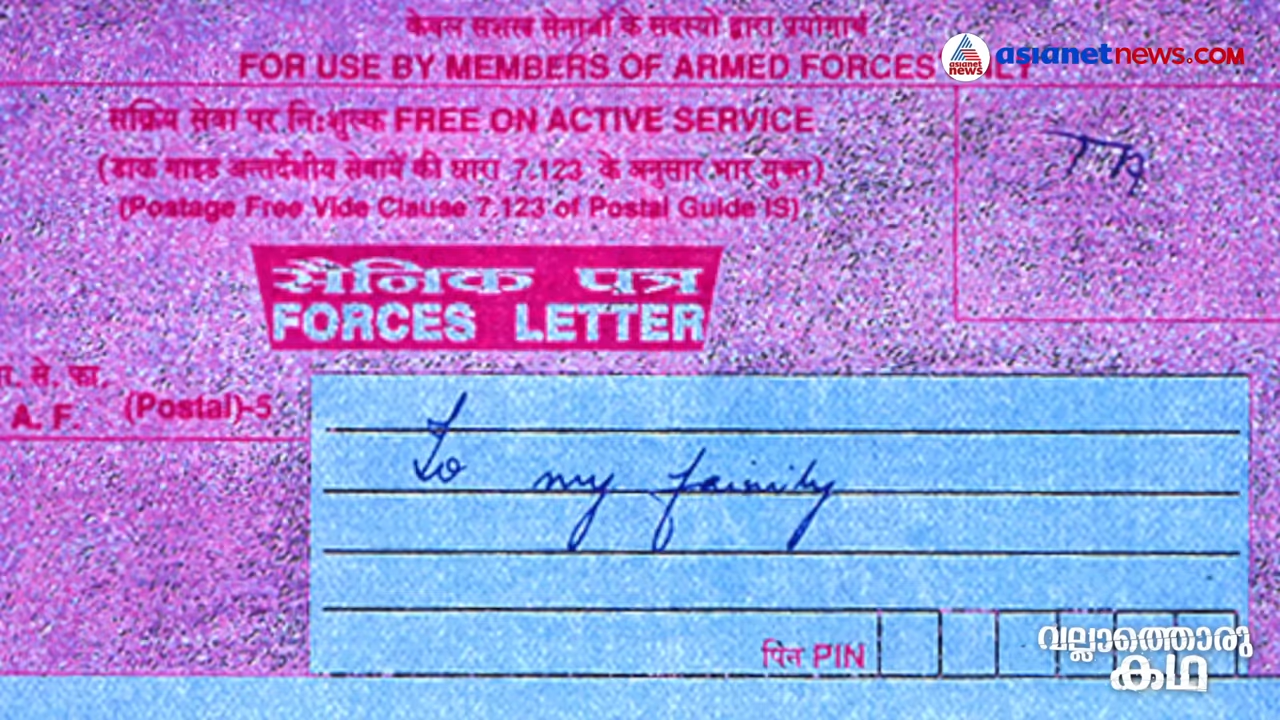 केवल सशस्त्र सेनाओं के सदस्यों द्वारा प्रयोगार्थ
FOR USE BY MEMBERS OF ARMED FORCES
asianet news
asianetnews.COM
सक्रिय सेवा पर निःशुल्क FREE ON ACTIVE SERVICE
(डाक गाइड अन्तर्देशीय सेवायें की धारा 7.123 के अनुसार भार मुक्त)
(Postage Free Vide Clause 7.123 of Postal Guide IS)
सैनिक पत्र
FORCES LETTER
से. फा.
A. F. (Postal)-5
To
my family
पिन PIN
വല്ലാത്തൊരു
കഥ